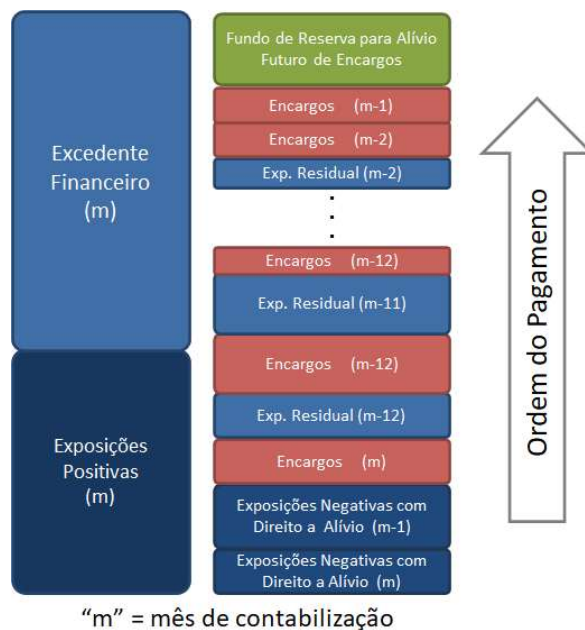 Excedente
Financeiro
(m)
Exposições
Positivas
(m)
Fundo de Reserva para Alívio
Futuro de Encargos
Encargos (m-1)
Encargos (m-2)
Exp. Residual (m-2)
Encargos (m-12)
Exp. Residual (m-11)
Encargos (m-12)
Exp. Residual (m-12)
Encargos (m)
Exposições Negativas com
Direito a Alívio (m-1)
Exposições Negativas com
Direito a Alívio (m)
Ordem do Pagamento
“m” = mês de contabilização